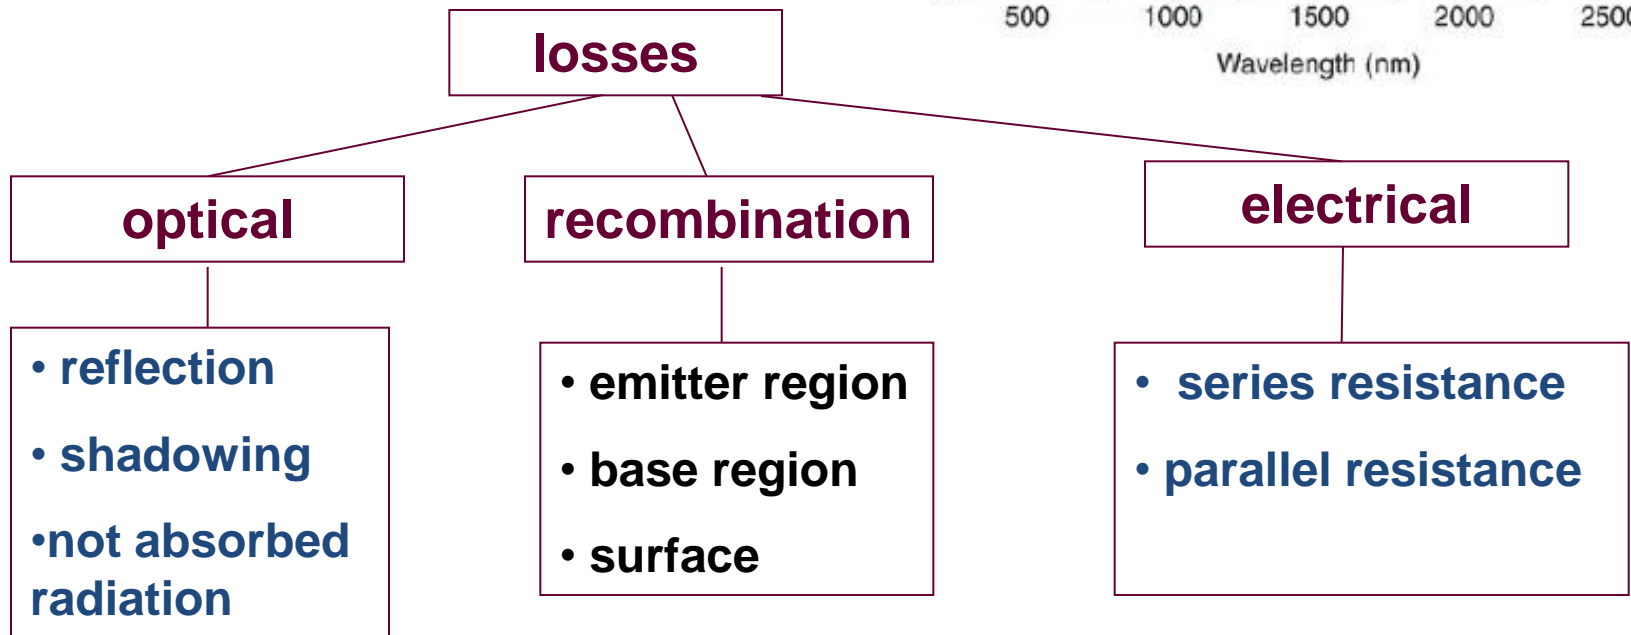 500 1000 1500 2000 2500
Wavelength (nm)
losses
optical
recombination
electrical
• reflection
• shadowing
•not absorbed
radiation
• emitter region
• base region
• surface
• series resistance
• parallel resistance